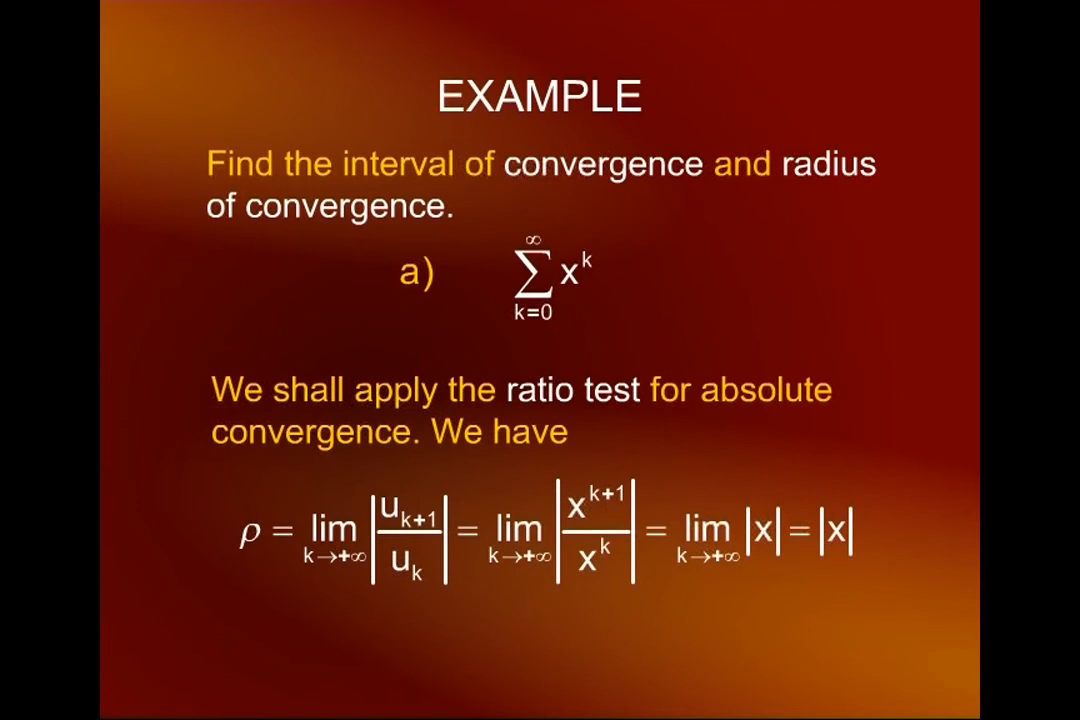 EXAMPLE
Find the interval of convergence and radius
of convergence.
a) ∑_{k=0}^{∞} x^k
We shall apply the ratio test for absolute
convergence. We have
ρ = lim_{k→+∞} |u_{k+1}/u_k| = lim_{k→+∞} |x^{k+1}/x^k| = lim_{k→+∞} |x| = |x|